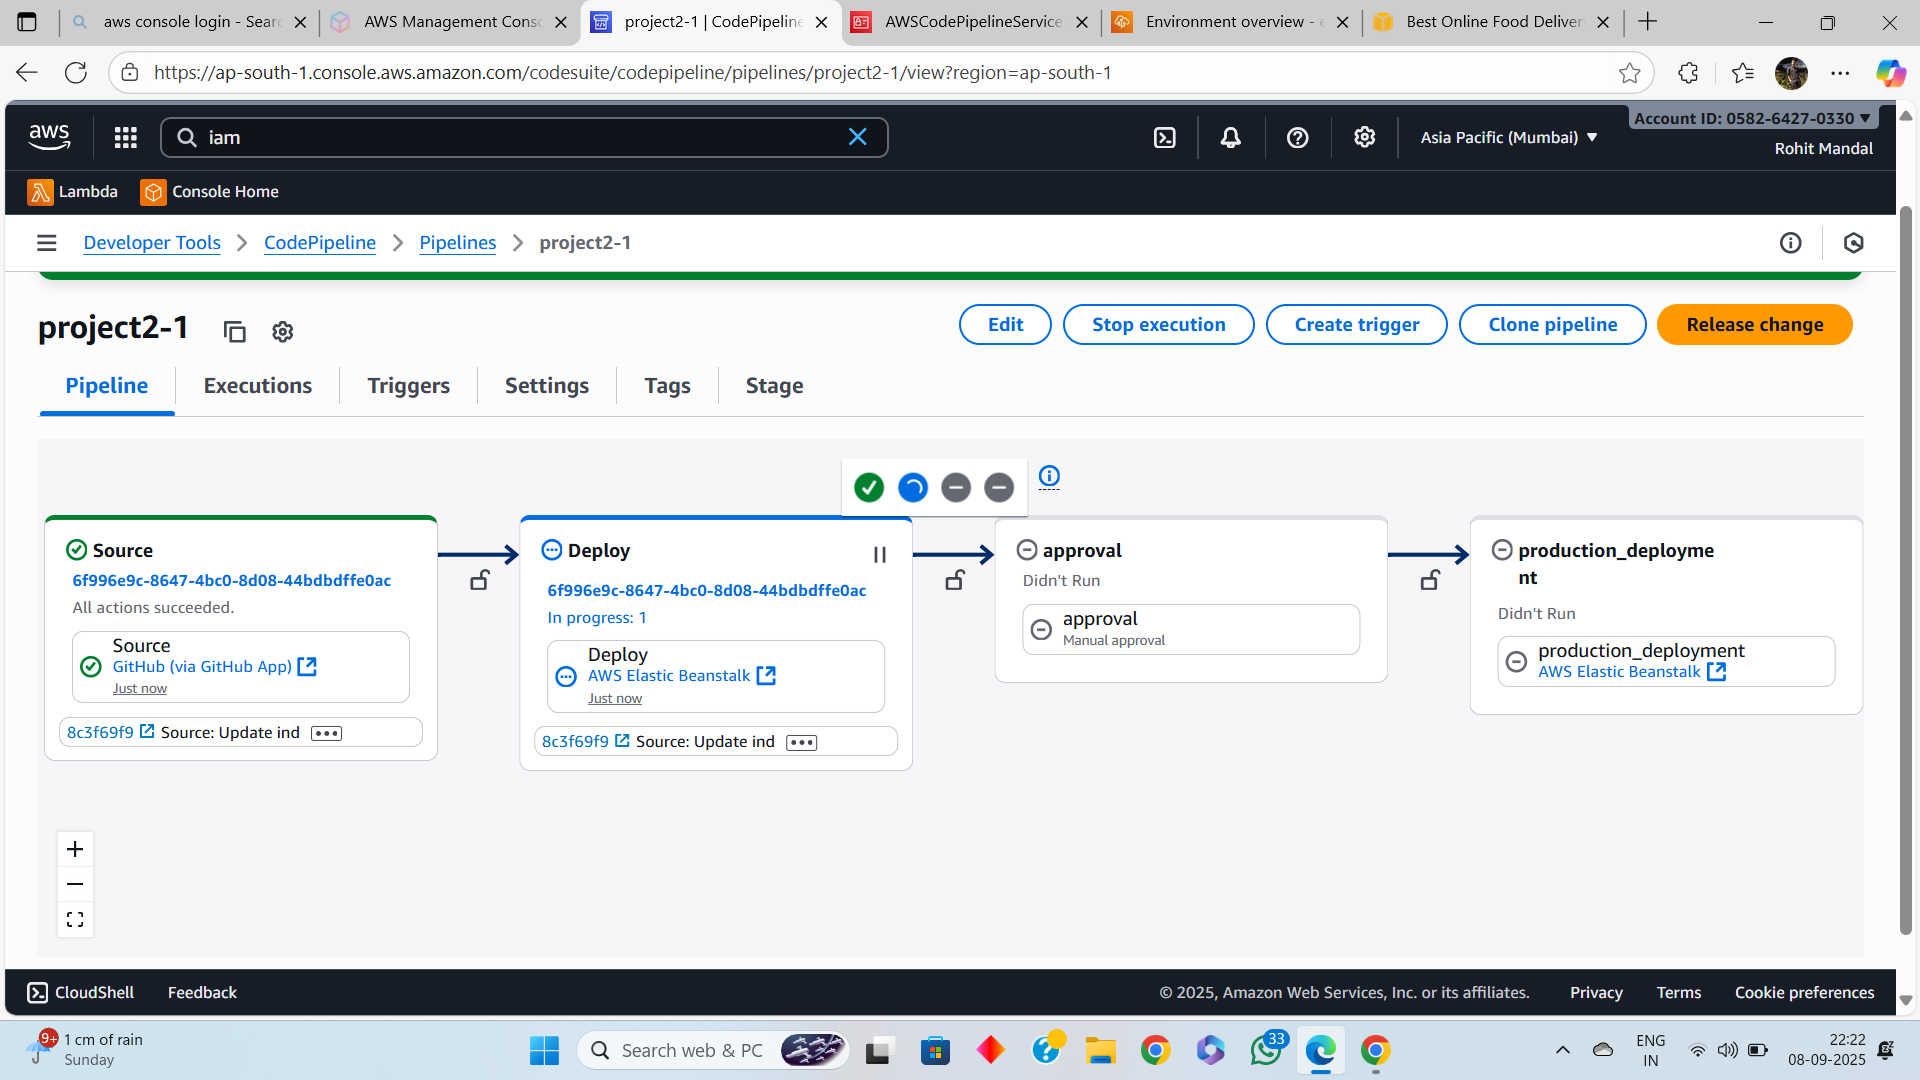 aws console login - Searc
AWS Management Conso
project2-1 | CodePipeline
AWSCodePipelineService
Environment overview - e
Best Online Food Deliver
https://ap-south-1.console.aws.amazon.com/codesuite/codepipeline/pipelines/project2-1/view?region=ap-south-1
aws
iam
Asia Pacific (Mumbai)
Account ID: 0582-6427-0330
Rohit Mandal
Lambda
Console Home
Developer Tools
CodePipeline
Pipelines
project2-1
project2-1
Edit
Stop execution
Create trigger
Clone pipeline
Release change
Pipeline
Executions
Triggers
Settings
Tags
Stage
Source
6f996e9c-8647-4bc0-8d08-44bdbdffe0ac
All actions succeeded.
Source
GitHub (via GitHub App)
Just now
8c3f69f9 Source: Update ind
Deploy
6f996e9c-8647-4bc0-8d08-44bdbdffe0ac
In progress: 1
Deploy
AWS Elastic Beanstalk
Just now
8c3f69f9 Source: Update ind
approval
Didn't Run
approval
Manual approval
production_deployme
nt
Didn't Run
production_deployment
AWS Elastic Beanstalk
CloudShell
Feedback
© 2025, Amazon Web Services, Inc. or its affiliates.
Privacy
Terms
Cookie preferences
9+
1 cm of rain
Sunday
Search web & PC
33
ENG
IN
22:22
08-09-2025